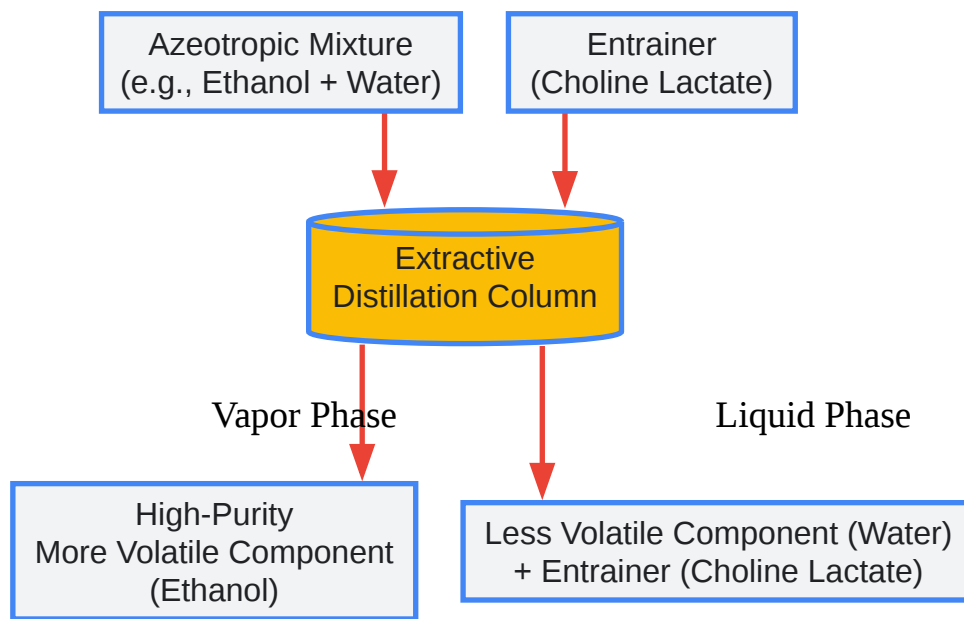 Azeotropic Mixture
(e.g., Ethanol + Water)
Entrainer
(Choline Lactate)
Extractive
Distillation Column
Vapor Phase
Liquid Phase
High-Purity
More Volatile Component
(Ethanol)
Less Volatile Component (Water)
+ Entrainer (Choline Lactate)